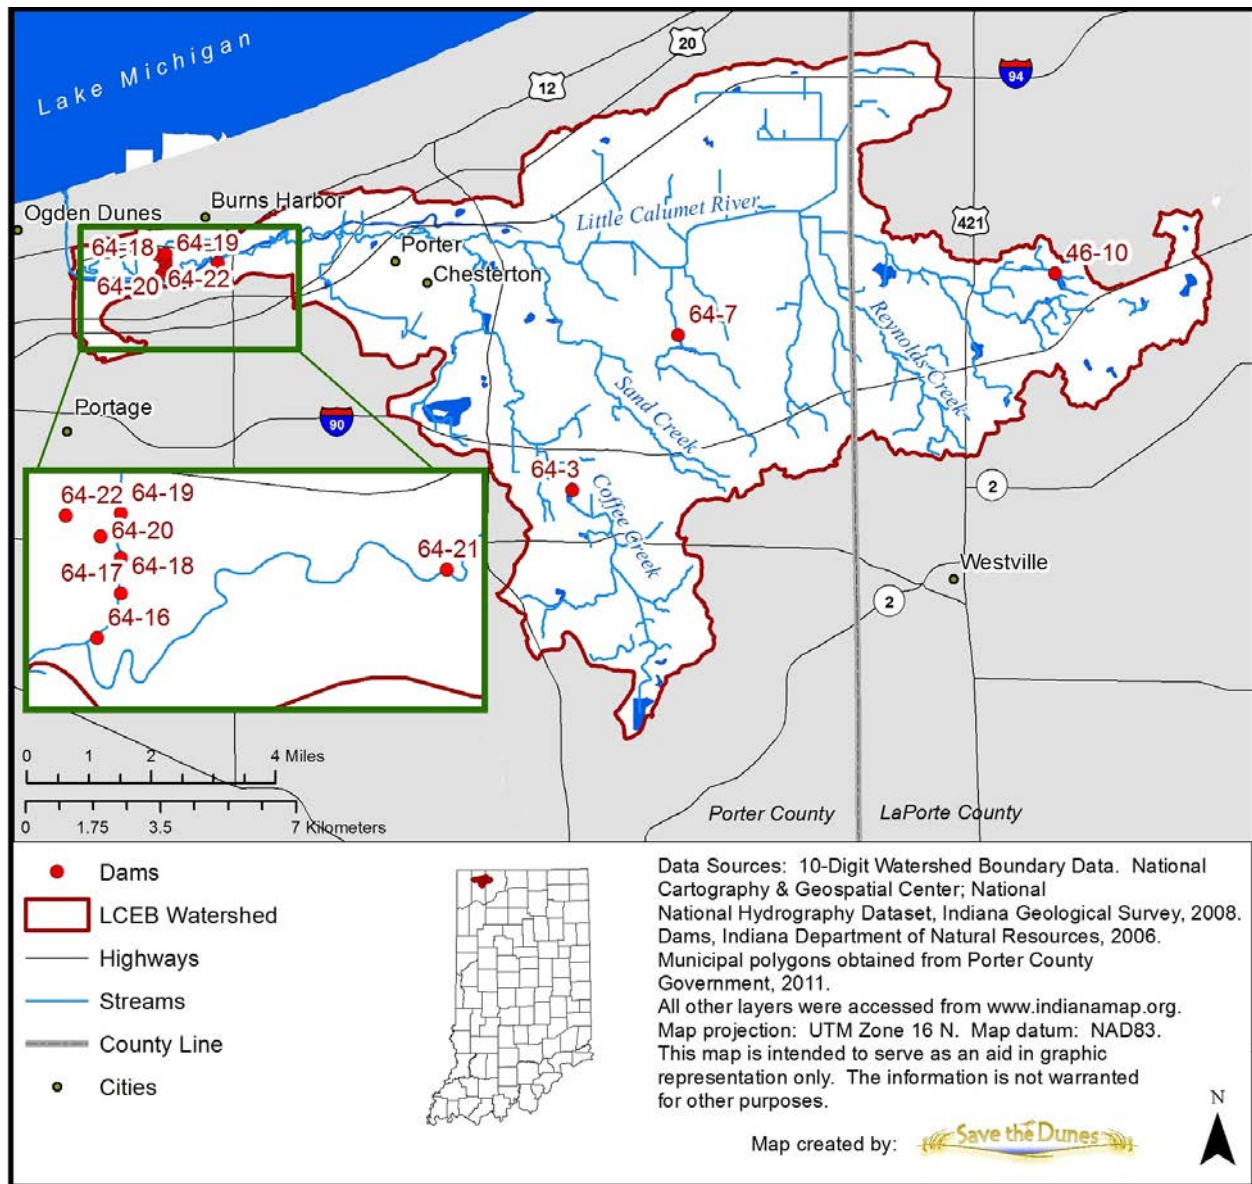 Lake Michigan
20
12
94
Ogden Dunes
Burns Harbor
64-18
64-19
64-20
64-22
Porter
Chesterton
Little Calumet River
421
46-10
64-7
Reynolds Creek
Sand Creek
Portage
90
64-3
Coffee Creek
2
Westville
2
64-22
64-19
64-20
64-17
64-18
64-16
64-21
0 1 2 4 Miles
0 1.75 3.5 7 Kilometers
Porter County
LaPorte County
Dams
LCEB Watershed
Highways
Streams
County Line
Cities
Data Sources: 10-Digit Watershed Boundary Data. National
Cartography & Geospatial Center; National
National Hydrography Dataset, Indiana Geological Survey, 2008.
Dams, Indiana Department of Natural Resources, 2006.
Municipal polygons obtained from Porter County
Government, 2011.
All other layers were accessed from www.indianamap.org.
Map projection: UTM Zone 16 N. Map datum: NAD83.
This map is intended to serve as an aid in graphic
representation only. The information is not warranted
for other purposes.
Map created by:
Save the Dunes
N